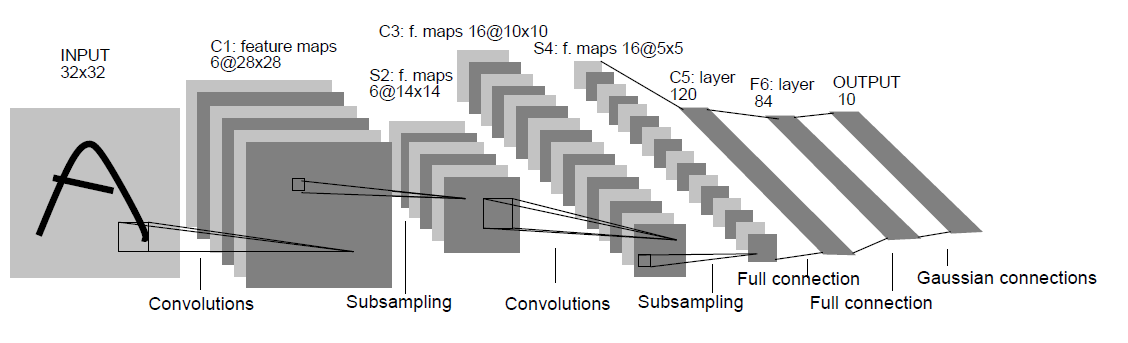 INPUT
32x32
C1: feature maps
6@28x28
S2: f. maps
6@14x14
C3: f. maps 16@10x10
S4: f. maps 16@5x5
C5: layer
120
F6: layer
84
OUTPUT
10
Convolutions
Subsampling
Convolutions
Subsampling
Full connection
Full connection
Gaussian connections
A